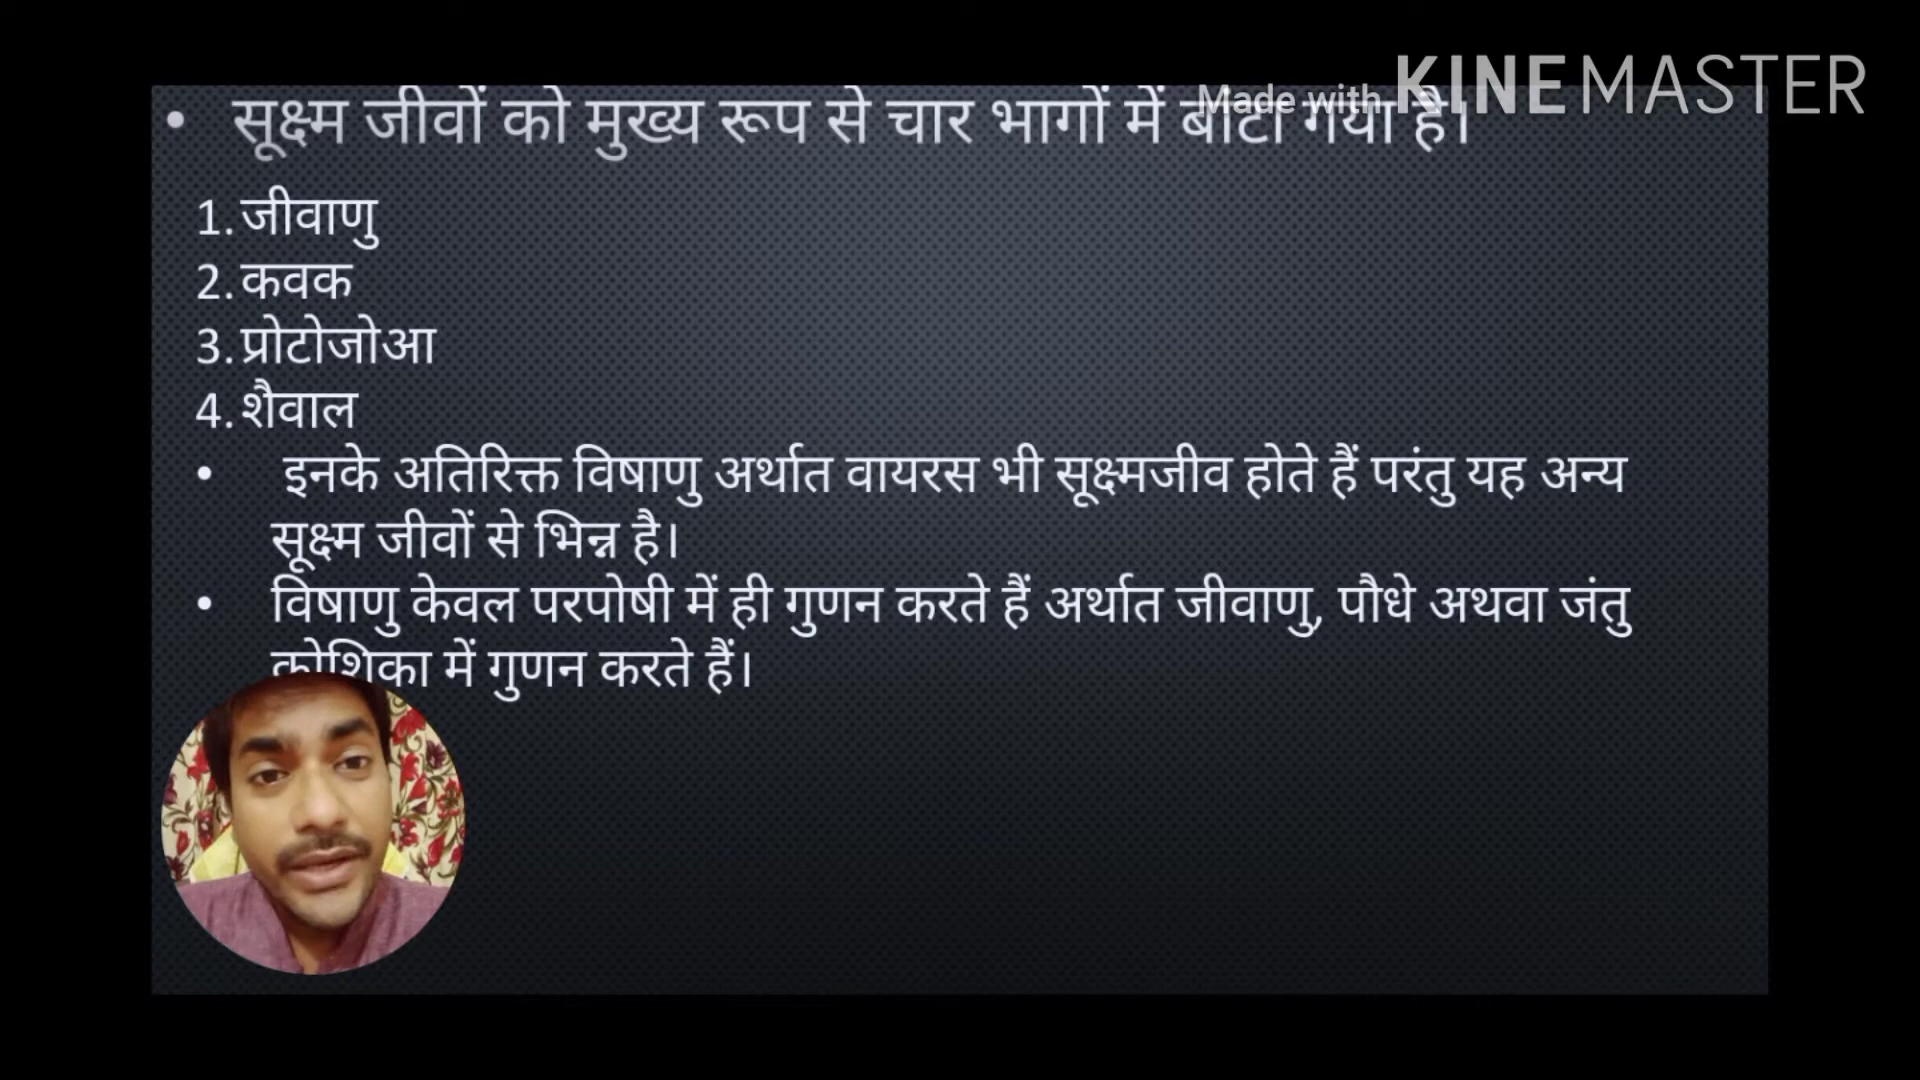 • सूक्ष्म जीवों को मुख्य रूप से चार भागों में बांटा गया है।
Made with KINEMASTER
1. जीवाणु
2. कवक
3. प्रोटोजोआ
4. शैवाल
• इनके अतिरिक्त विषाणु अर्थात वायरस भी सूक्ष्मजीव होते हैं परंतु यह अन्य
सूक्ष्म जीवों से भिन्न है।
• विषाणु केवल परपोषी में ही गुणन करते हैं अर्थात जीवाणु, पौधे अथवा जंतु
कोशिका में गुणन करते हैं।